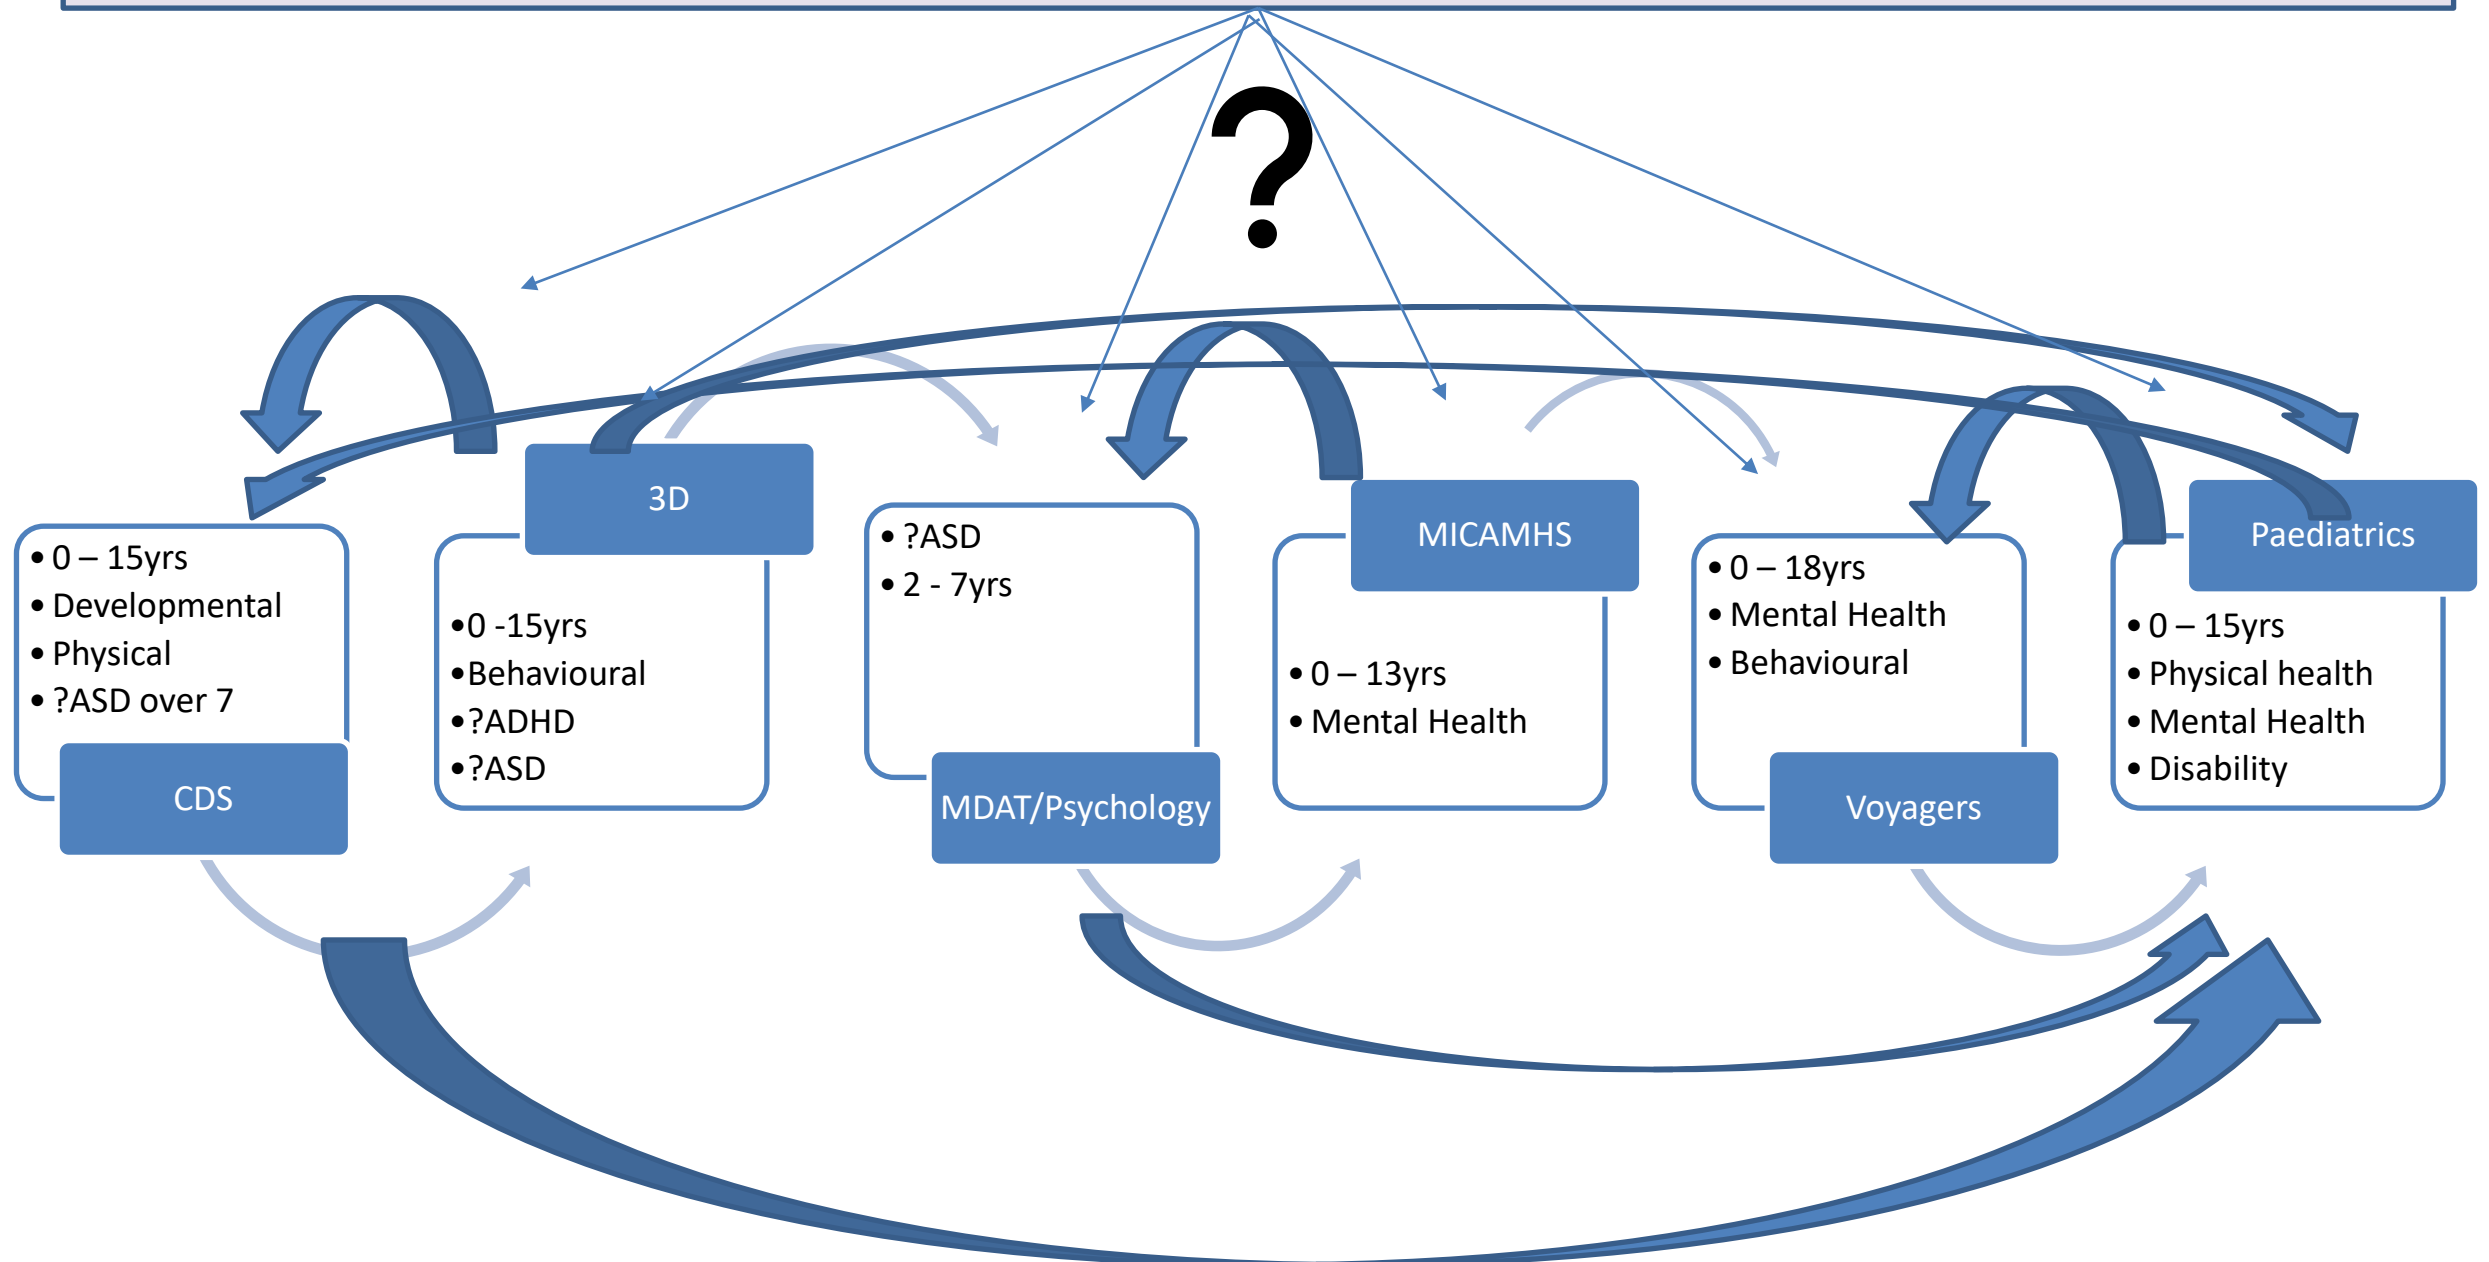 ?
3D
• 0 – 15yrs
• Developmental
• Physical
• ?ASD over 7
CDS
•0 -15yrs
•Behavioural
•?ADHD
•?ASD
• ?ASD
• 2 - 7yrs
MDAT/Psychology
MICAMHS
• 0 – 13yrs
• Mental Health
• 0 – 18yrs
• Mental Health
• Behavioural
Voyagers
Paediatrics
• 0 – 15yrs
• Physical health
• Mental Health
• Disability